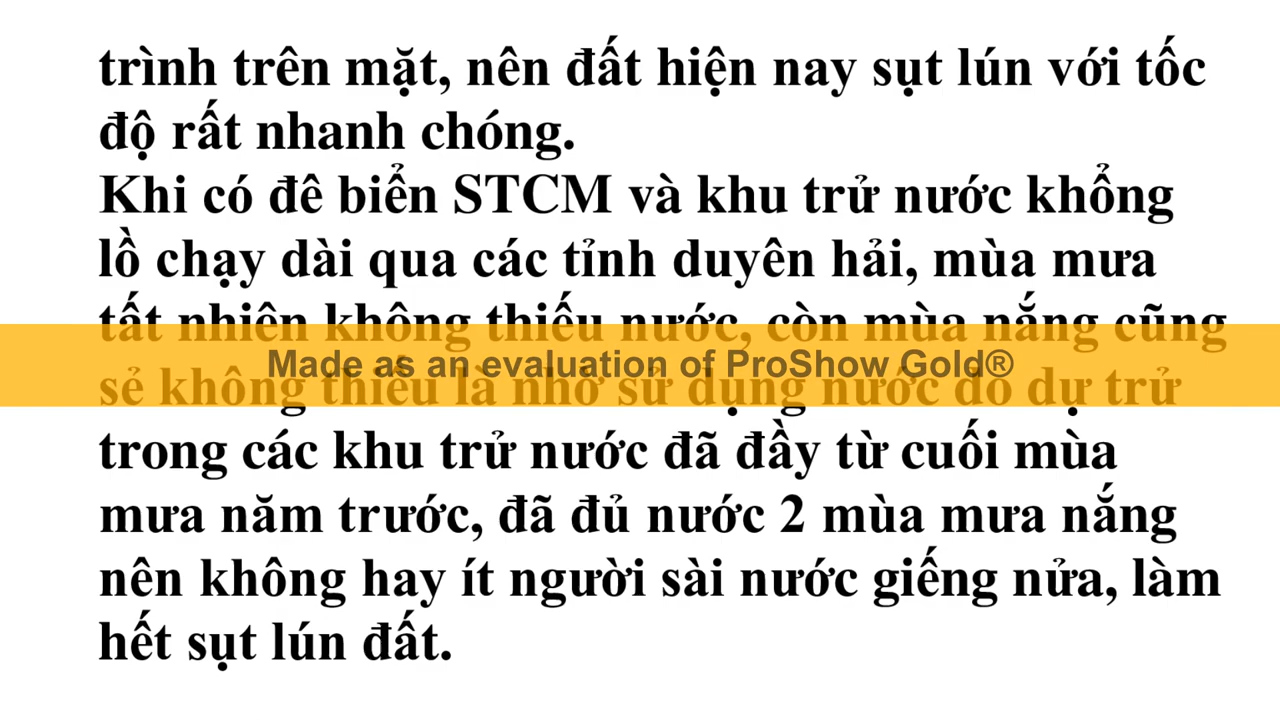 trình trên mặt, nên đất hiện nay sụt lún với tốc
độ rất nhanh chóng.
Khi có đê biển STCM và khu trử nước khổng
lồ chạy dài qua các tỉnh duyên hải, mùa mưa
tất nhiên không thiếu nước, còn mùa nắng cũng
Made as an evaluation of ProShow Gold®
sẻ không thiếu là nhờ sử dụng nước đó dự trử
trong các khu trử nước đã đầy từ cuối mùa
mưa năm trước, đã đủ nước 2 mùa mưa nắng
nên không hay ít người sài nước giếng nửa, làm
hết sụt lún đất.